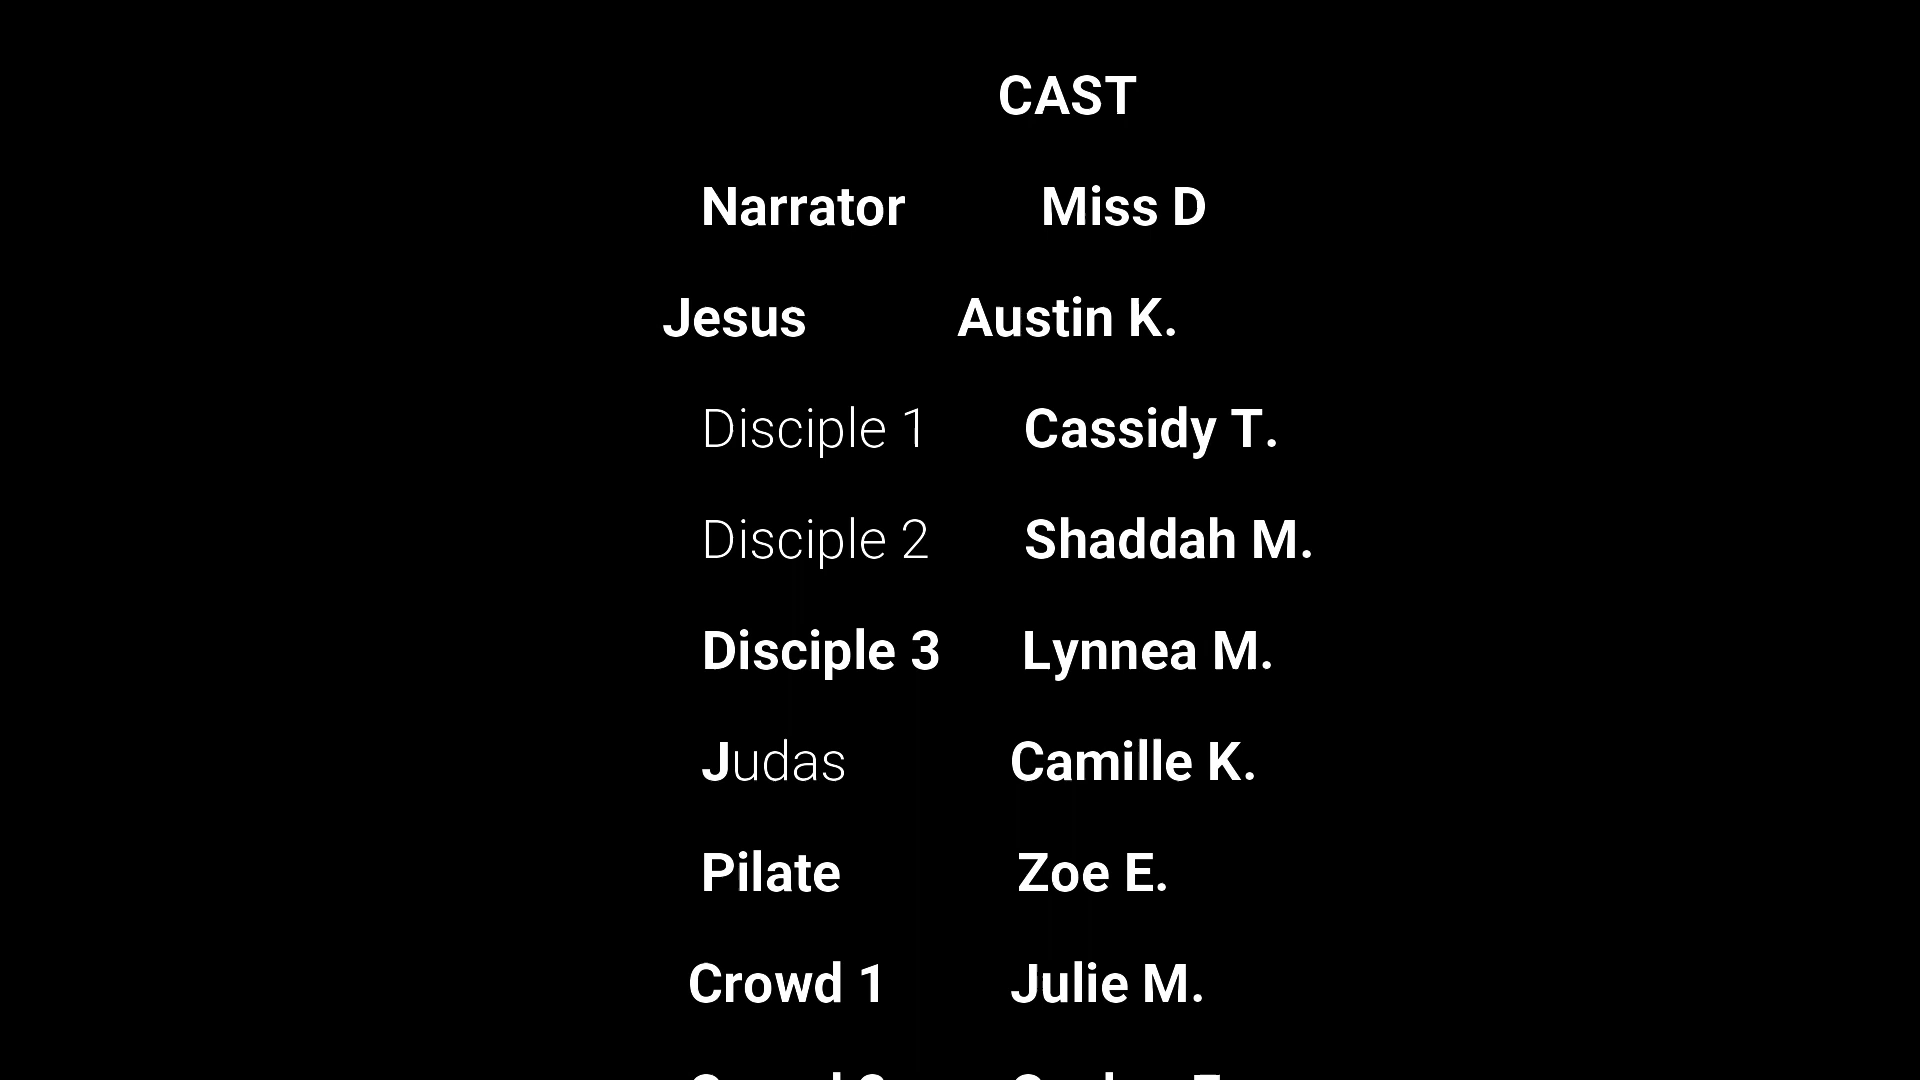 CAST
Narrator Miss D
Jesus Austin K.
Disciple 1 Cassidy T.
Disciple 2 Shaddah M.
Disciple 3 Lynnea M.
Judas Camille K.
Pilate Zoe E.
Crowd 1 Julie M.